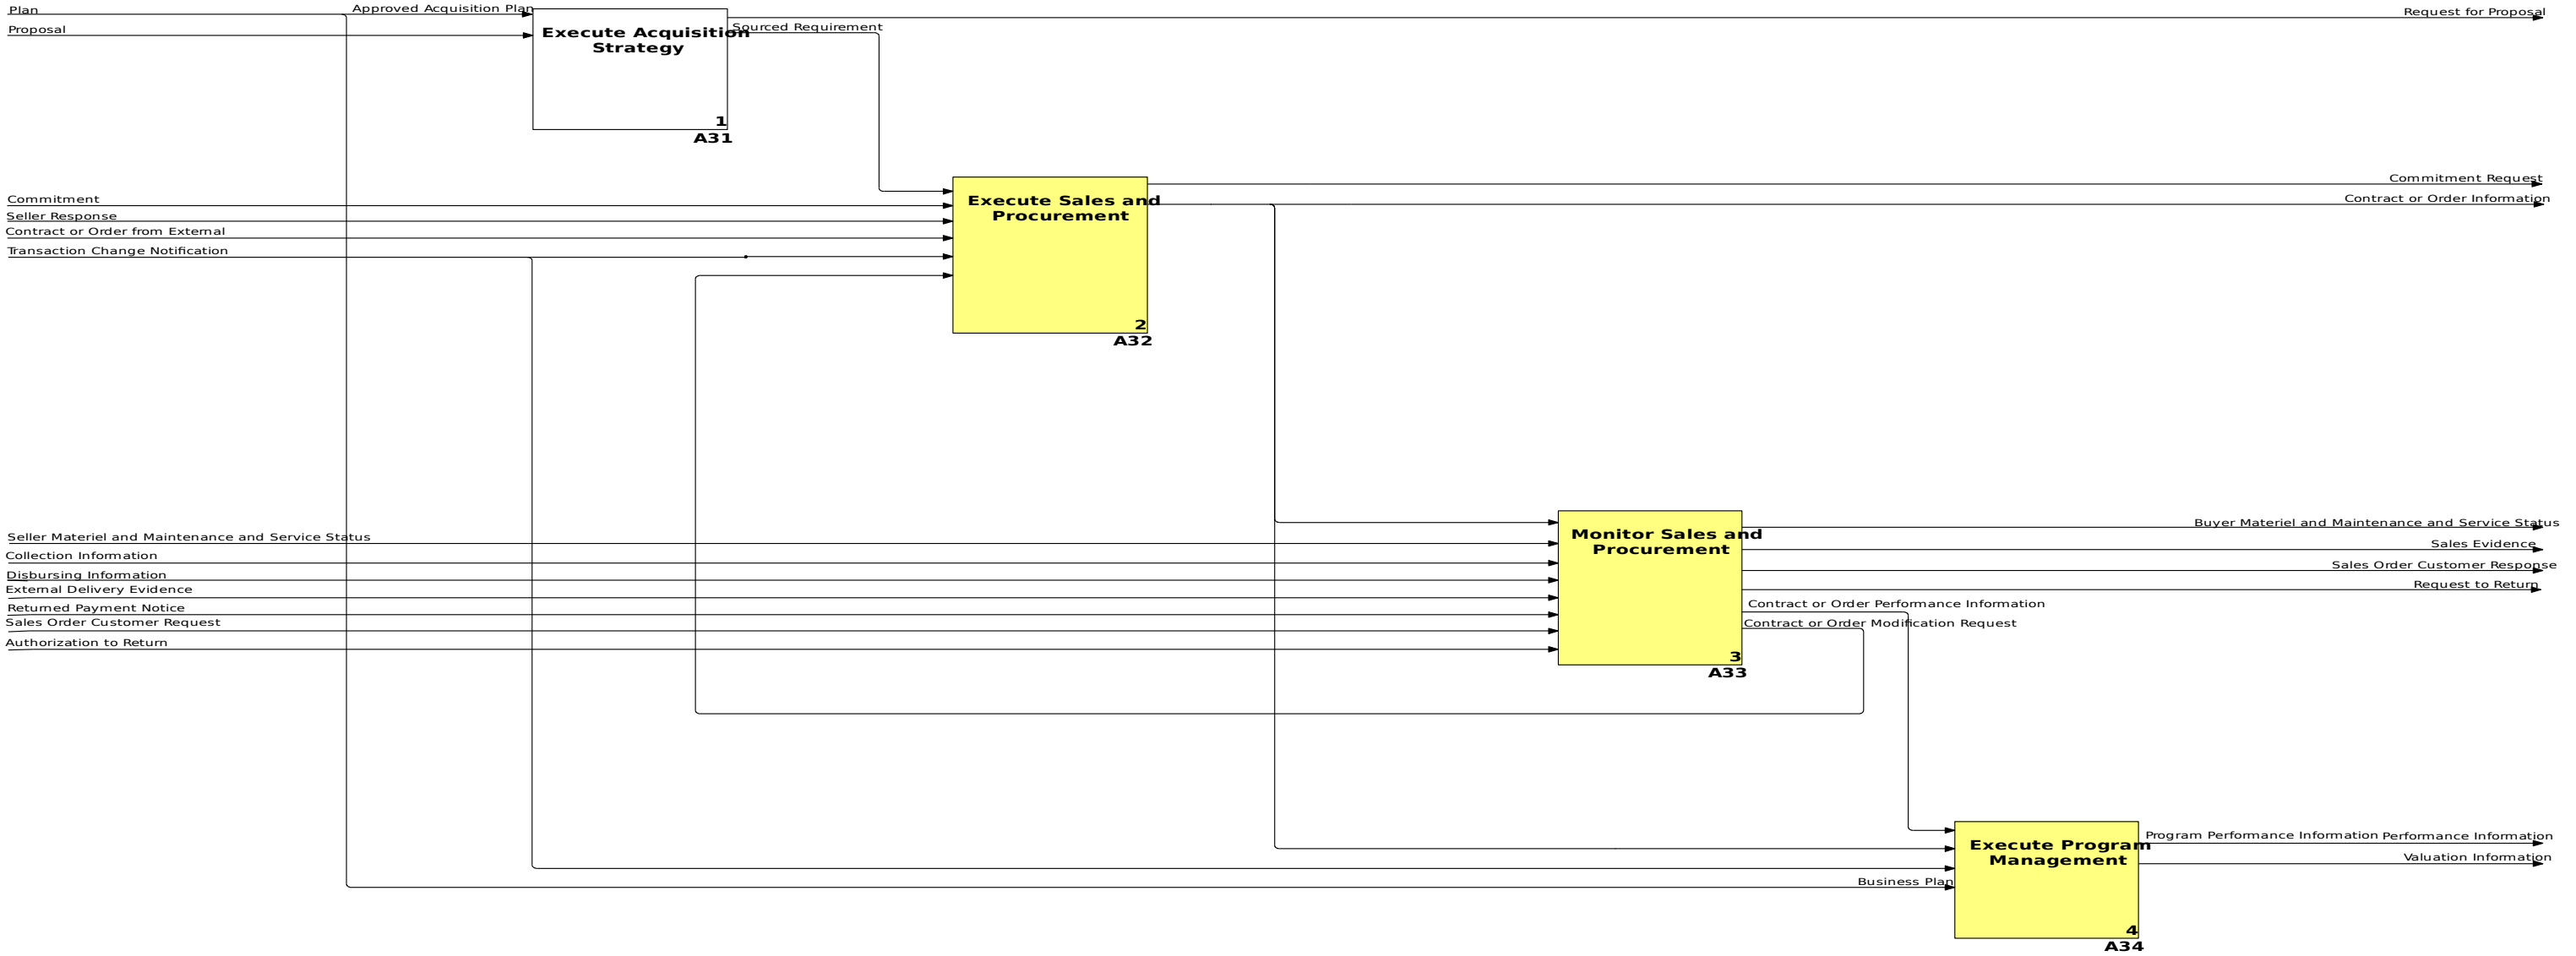 Plan
Approved Acquisition Plan
Request for Proposal
Proposal
Sourced Requirement
Execute Acquisition
Strategy
1
A31
Commitment
Seller Response
Contract or Order from External
Transaction Change Notification
Execute Sales and
Procurement
2
A32
Commitment Request
Contract or Order Information
Seller Materiel and Maintenance and Service Status
Collection Information
Disbursing Information
External Delivery Evidence
Returned Payment Notice
Sales Order Customer Request
Authorization to Return
Monitor Sales and
Procurement
3
A33
Buyer Materiel and Maintenance and Service Status
Sales Evidence
Sales Order Customer Response
Request to Return
Contract or Order Performance Information
Contract or Order Modification Request
Business Plan
Execute Program
Management
4
A34
Program Performance Information
Performance Information
Valuation Information